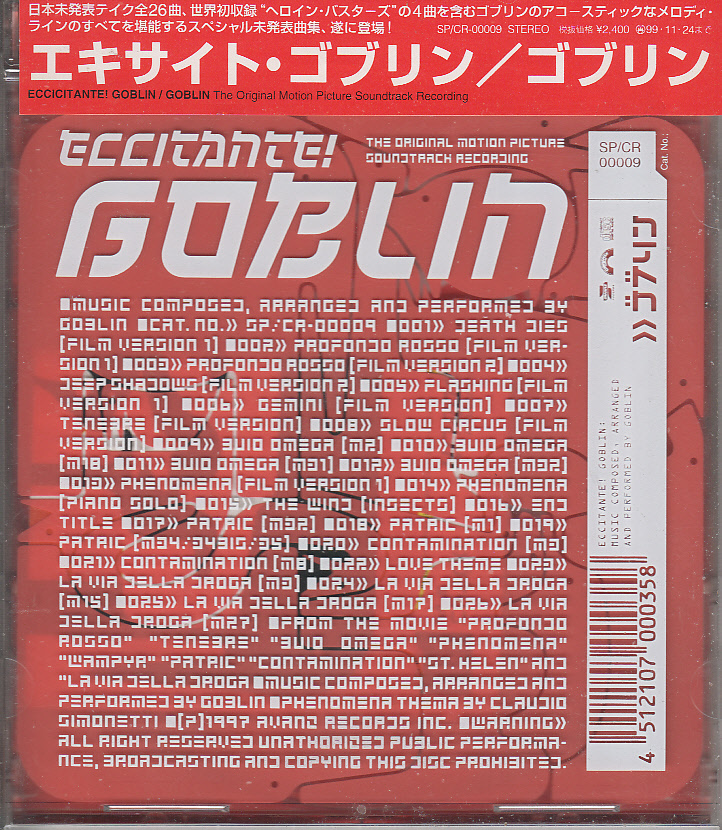 日本未発表テイク全26曲、世界初収録“ヘロイン・バスターズ”の4曲を含むゴブリンのアコースティックなメロディ・
ラインのすべてを堪能するスペシャル未発表曲集、遂に登場！ SP/CR-00009 STEREO 税抜価格 ¥2,400 99・11・24まで
エキサイト・ゴブリン／ゴブリン
ECCICITANTE! GOBLIN / GOBLIN The Original Motion Picture Soundtrack Recording
ECCITANTE! THE ORIGINAL MOTION PICTURE
SOUNDTRACK RECORDING
GOBLIN
■MUSIC COMPOSED, ARRANGED AND PERFORMED BY
GOBLIN ■CAT. NO.» SP/CR-00009 ■001» DEATH DIES
[FILM VERSION 1] ■002» PROFONDO ROSSO [FILM VER-
SION 1] ■003» PROFONDO ROSSO [FILM VERSION 2] ■004»
DEEP SHADOWS [FILM VERSION 2] ■005» FLASHING [FILM
VERSION 1] ■006» GEMINI [FILM VERSION] ■007»
TENEBRE [FILM VERSION] ■008» SLOW CIRCUS [FILM
VERSION] ■009» BUIO OMEGA [M2] ■010» BUIO OMEGA
[M18] ■011» BUIO OMEGA [M31] ■012» BUIO OMEGA [M32]
■013» PHENOMENA [FILM VERSION 1] ■014» PHENOMENA
[PIANO SOLO] ■015» THE WIND [INSECTS] ■016» END
TITLE ■017» PATRIC [M32] ■018» PATRIC [M1] ■019»
PATRIC [M34/34BIS/35] ■020» CONTAMINATION [M3]
■021» CONTAMINATION [M8] ■022» LOVE THEME ■023»
LA VIA DELLA DROGA [M3] ■024» LA VIA DELLA DROGA
[M15] ■025» LA VIA DELLA DROGA [M17] ■026» LA VIA
DELLA DROGA [M27] ■FROM THE MOVIE "PROFONDO
ROSSO" "TENEBRE" "BUIO OMEGA" "PHENOMENA"
"WAMPYR" "PATRIC" "CONTAMINATION" "ST. HELEN" AND
"LA VIA DELLA DROGA ■MUSIC COMPOSED, ARRANGED AND
PERFORMED BY GOBLIN ■PHENOMENA THEMA BY CLAUDIO
SIMONETTI ■[P]1997 AVANZ RECORDS INC. ■WARNING»
ALL RIGHT RESERVED UNATHORIZED PUBLIC PERFORMA-
NCE, BROADCASTING AND COPYING THIS DISC PROHIBITED.
SP/CR
00009
Cat. No.:
»ゴブリン
ECCITANTE! GOBLIN:
MUSIC COMPOSED, ARRANGED
AND PERFORMED BY GOBLIN
4 512107 000358